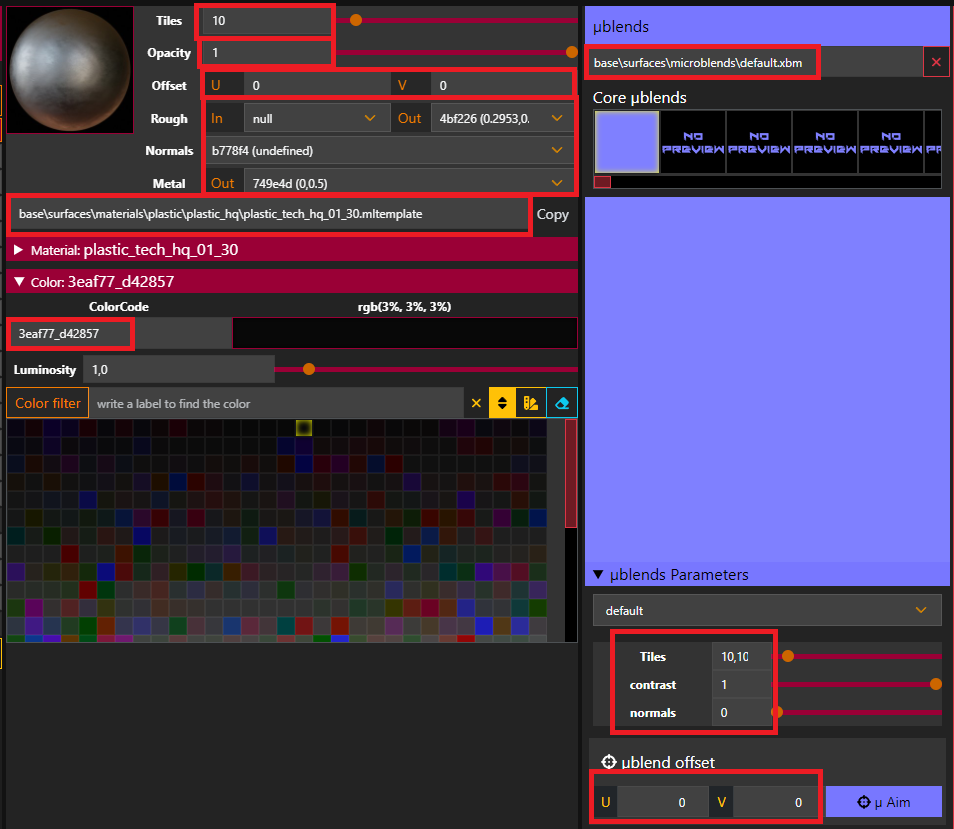 Tiles 10
Opacity 1
Offset U 0 V 0
Rough In null Out 4bf226 (0.2953,0.
Normals b778f4 (undefined)
Metal Out 749e4d (0,0.5)
base\surfaces\materials\plastic\plastic_hq\plastic_tech_hq_01_30.mltemplate Copy
▶ Material: plastic_tech_hq_01_30
▼ Color: 3eaf77_d42857
ColorCode rgb(3%, 3%, 3%)
3eaf77_d42857
Luminosity 1,0
Color filter write a label to find the color
µblends
base\surfaces\microblends\default.xbm
Core µblends
NO PREVIEW NO PREVIEW NO PREVIEW NO PREVIEW
▼ µblends Parameters
default
Tiles 10,10
contrast 1
normals 0
µblend offset
U 0 V 0 µ Aim